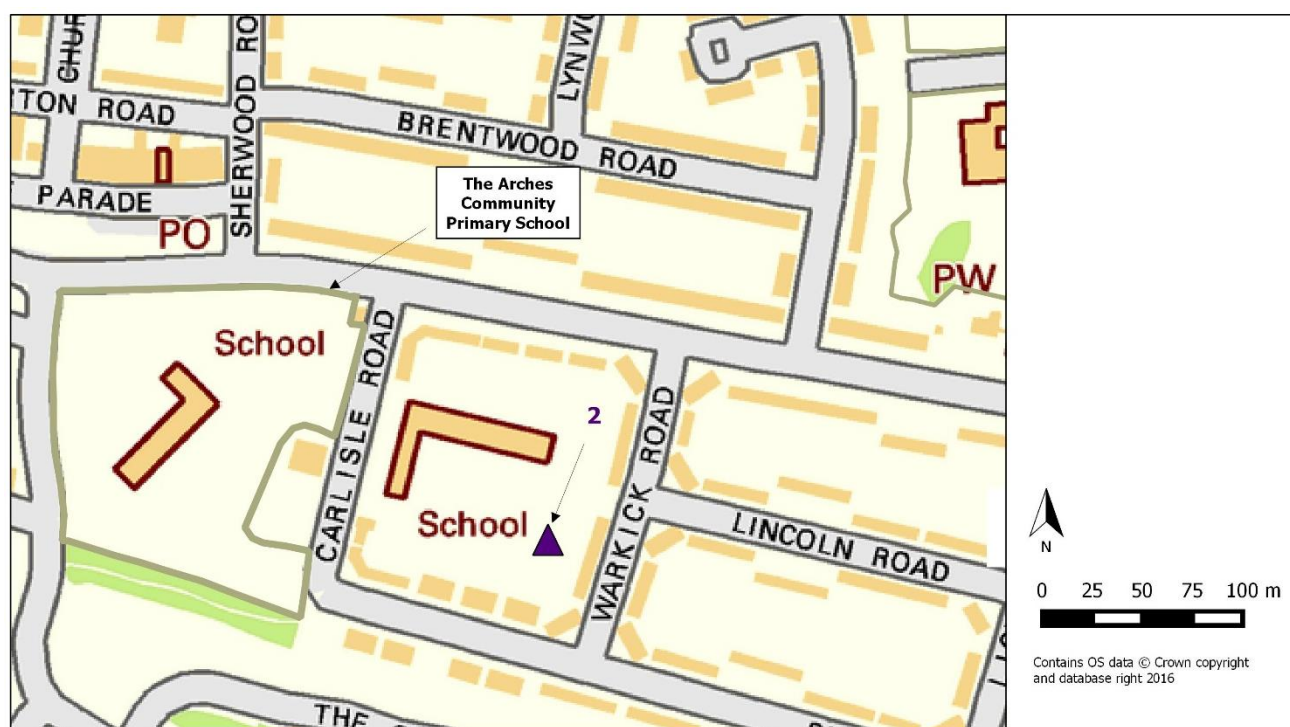 SHERWOOD RO
BRENTWOOD ROAD
PARADE
PO
The Arches
Community
Primary School
PW
School
CARLISLE ROAD
2
School
WARKICK ROAD
LINCOLN ROAD
THE
N
0 25 50 75 100 m
Contains OS data © Crown copyright
and database right 2016
CHUR
LYNWO
TON ROAD